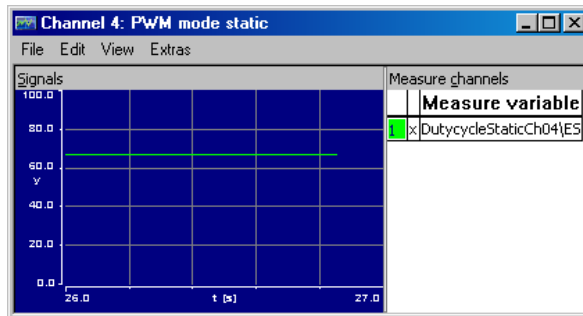 Channel 4: PWM mode static
File Edit View Extras
Signals
Measure channels
Measure variable
1 x DutycycleStaticCh04\ES
100.0
80.0
60.0
y
40.0
20.0
0.0
26.0 t [s] 27.0